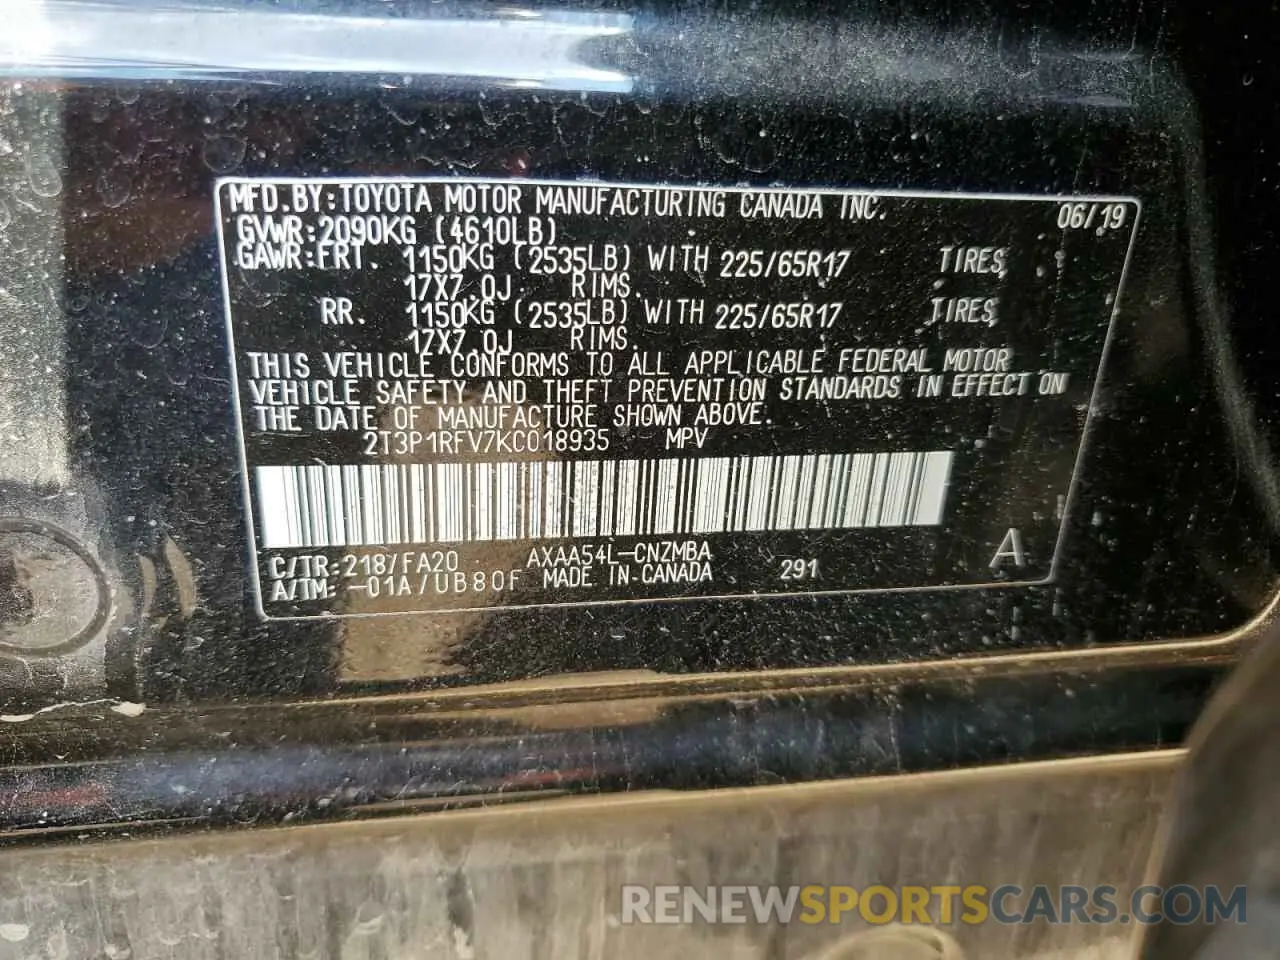 MFD.BY:TOYOTA MOTOR MANUFACTURING CANADA INC. 06/19
GVWR:2090KG (4610LB)
GAWR:FRT. 1150KG (2535LB) WITH 225/65R17 TIRES,
17X7.0J RIMS.
RR. 1150KG (2535LB) WITH 225/65R17 TIRES,
17X7.0J RIMS.
THIS VEHICLE CONFORMS TO ALL APPLICABLE FEDERAL MOTOR
VEHICLE SAFETY AND THEFT PREVENTION STANDARDS IN EFFECT ON
THE DATE OF MANUFACTURE SHOWN ABOVE.
2T3P1RFV7KC018935 MPV
C/TR:218/FA20 AXAA54L-CNZMBA A
A/TM: -01A/UB80F MADE IN CANADA 291
RENEWSPORTSCARS.COM